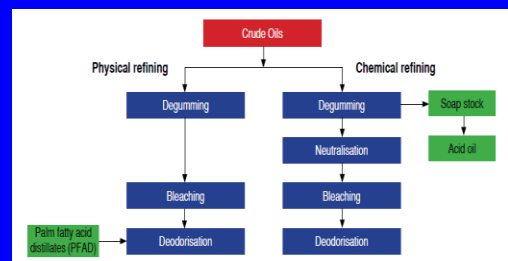 Crude Oils
Physical refining
Chemical refining
Degumming
Degumming
Soap stock
Neutralisation
Acid oil
Bleaching
Bleaching
Palm fatty acid
distillates (PFAD)
Deodorisation
Deodorisation